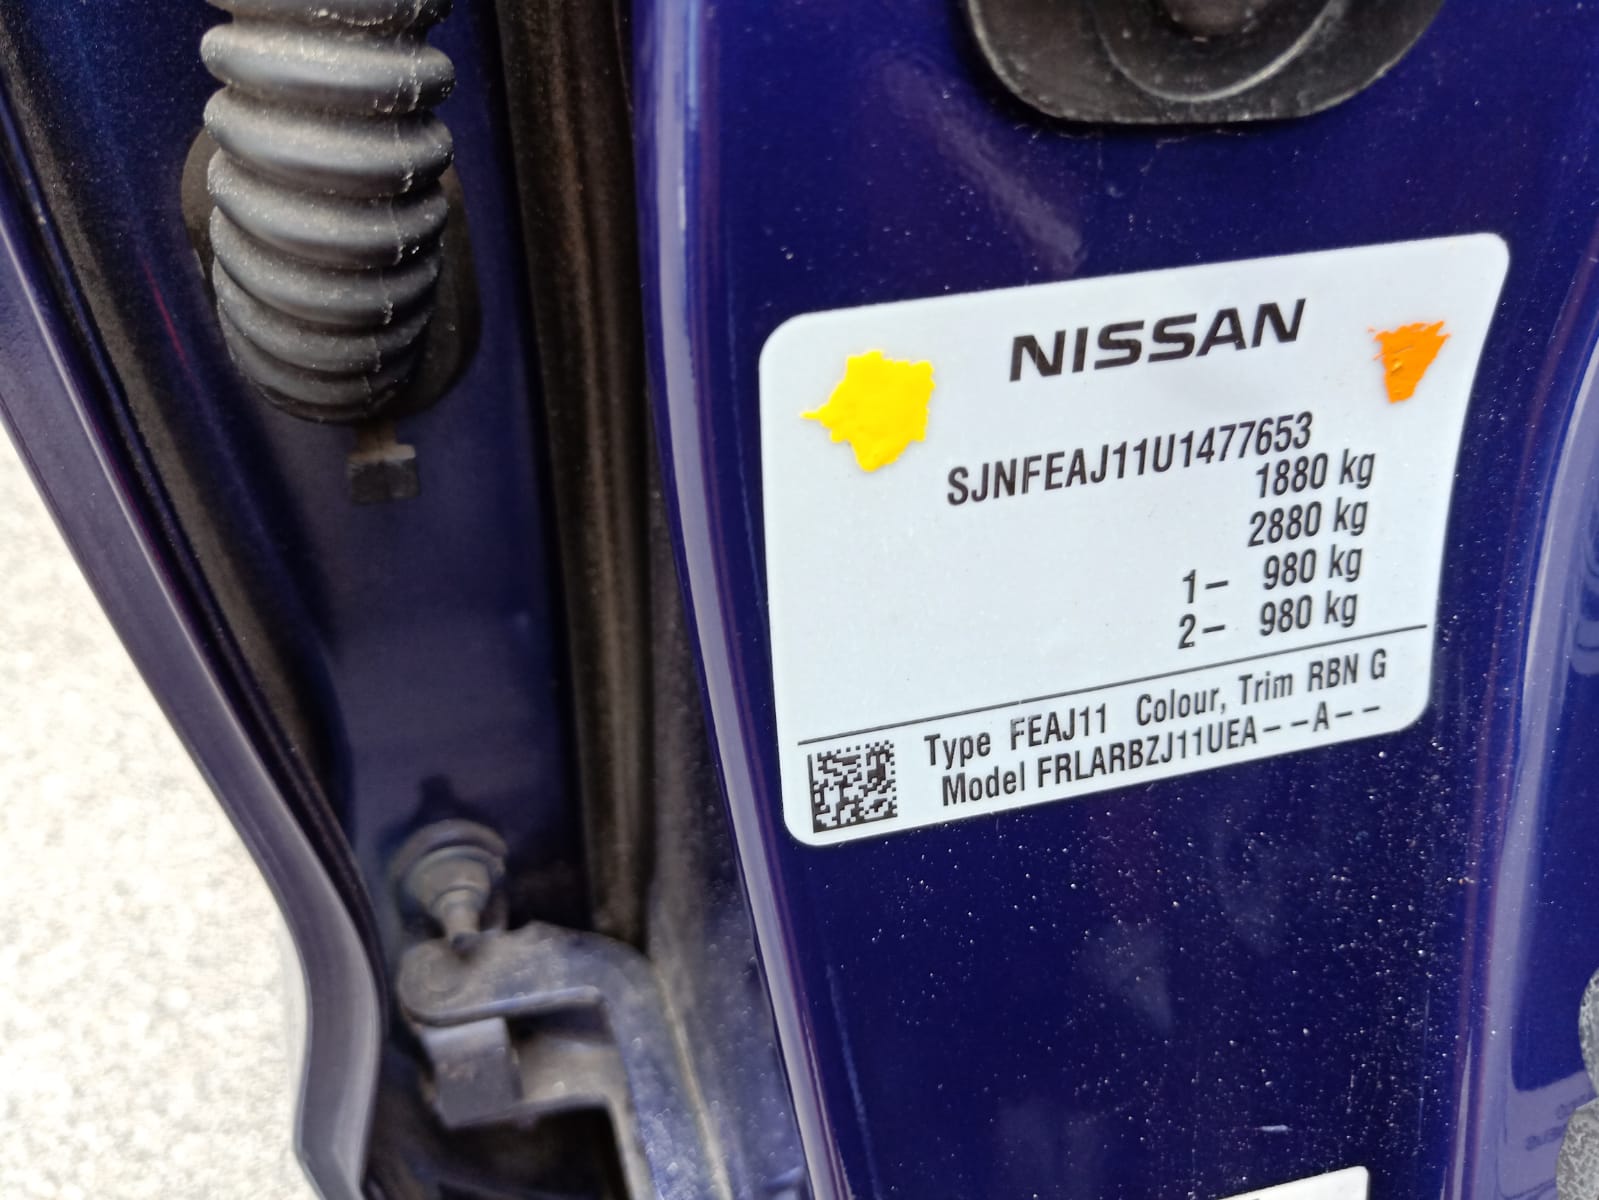 NISSAN
SJNFEAJ11U1477653
1880 kg
2880 kg
1- 980 kg
2- 980 kg
Type FEAJ11 Colour, Trim RBN G
Model FRLARBZJ11UEA--A--